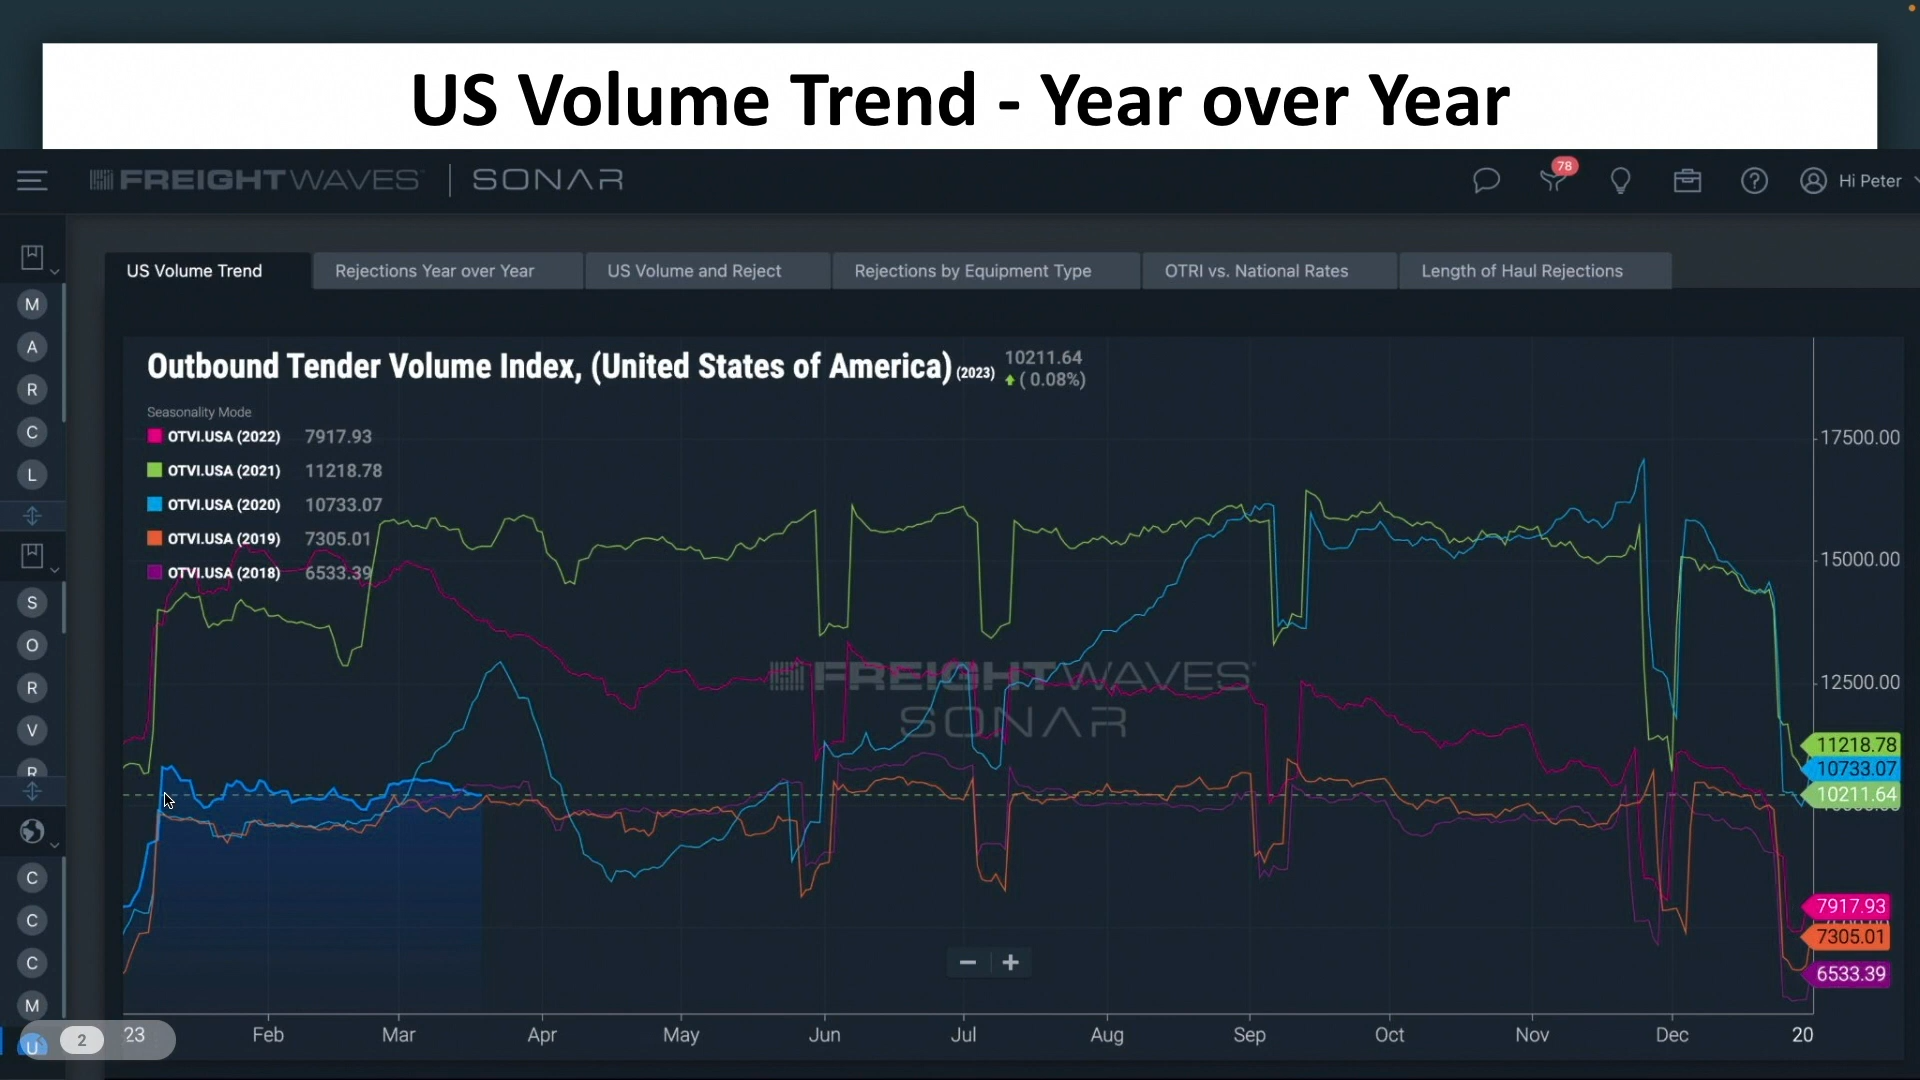 US Volume Trend - Year over Year
FREIGHTWAVES | SONAR
78
Hi Peter
US Volume Trend
Rejections Year over Year
US Volume and Reject
Rejections by Equipment Type
OTRI vs. National Rates
Length of Haul Rejections
M
A
R
C
L
S
O
R
V
R
C
C
C
M
U
2
Outbound Tender Volume Index, (United States of America) (2023)
10211.64
( 0.08%)
Seasonality Mode
OTVI.USA (2022) 7917.93
OTVI.USA (2021) 11218.78
OTVI.USA (2020) 10733.07
OTVI.USA (2019) 7305.01
OTVI.USA (2018) 6533.39
FREIGHTWAVES
SONAR
17500.00
15000.00
12500.00
11218.78
10733.07
10211.64
7917.93
7305.01
6533.39
− +
23 Feb Mar Apr May Jun Jul Aug Sep Oct Nov Dec 20